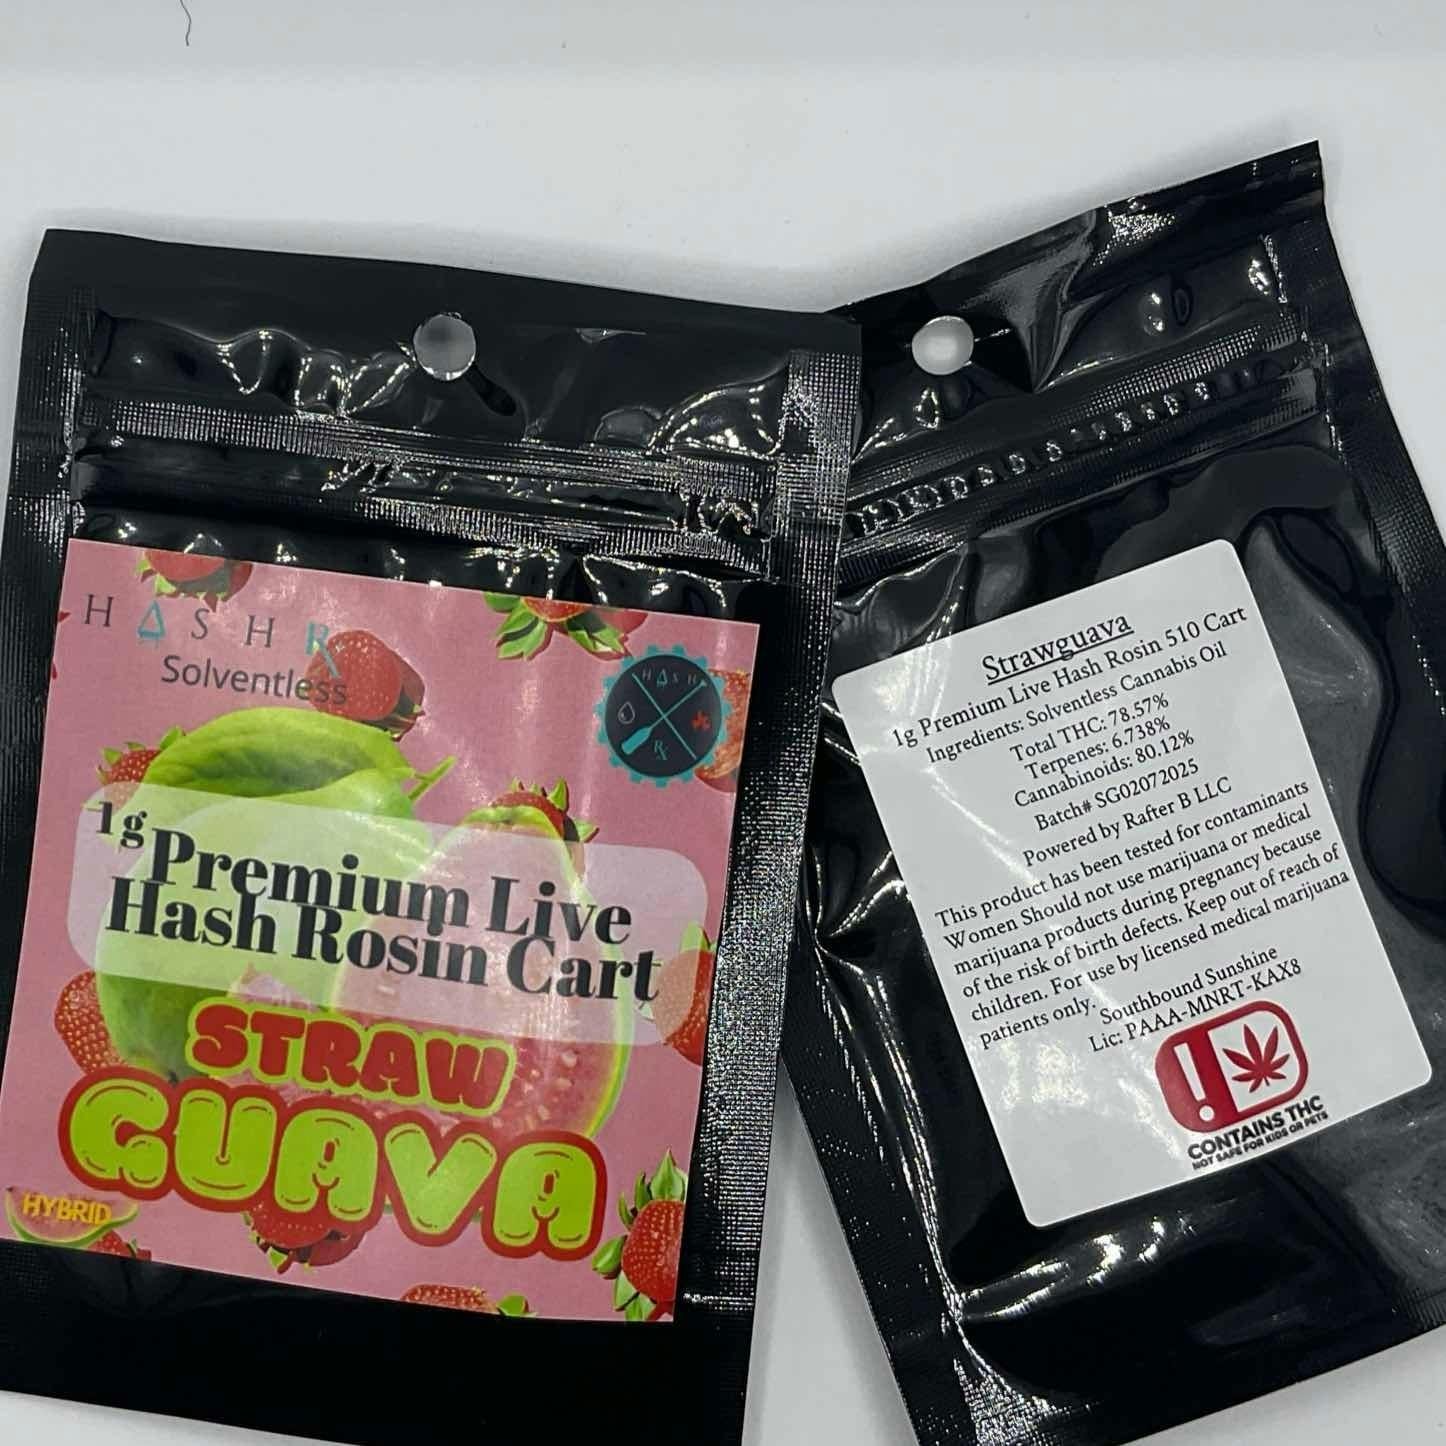 HASH Rx
Solventless
HASH
Rx
1g Premium Live
Hash Rosin Cart
STRAW
GUAVA
HYBRID
Strawguava
1g Premium Live Hash Rosin 510 Cart
Ingredients: Solventless Cannabis Oil
Total THC: 78.57%
Terpenes: 6.738%
Cannabinoids: 80.12%
Batch# SG02072025
Powered by Rafter B LLC
This product has been tested for contaminants
Women Should not use marijuana or medical
marijuana products during pregnancy because
of the risk of birth defects. Keep out of reach of
children. For use by licensed medical marijuana
patients only.
Southbound Sunshine
Lic: PAAA-MNRT-KAX8
!
CONTAINS THC
NOT SAFE FOR KIDS OR PETS